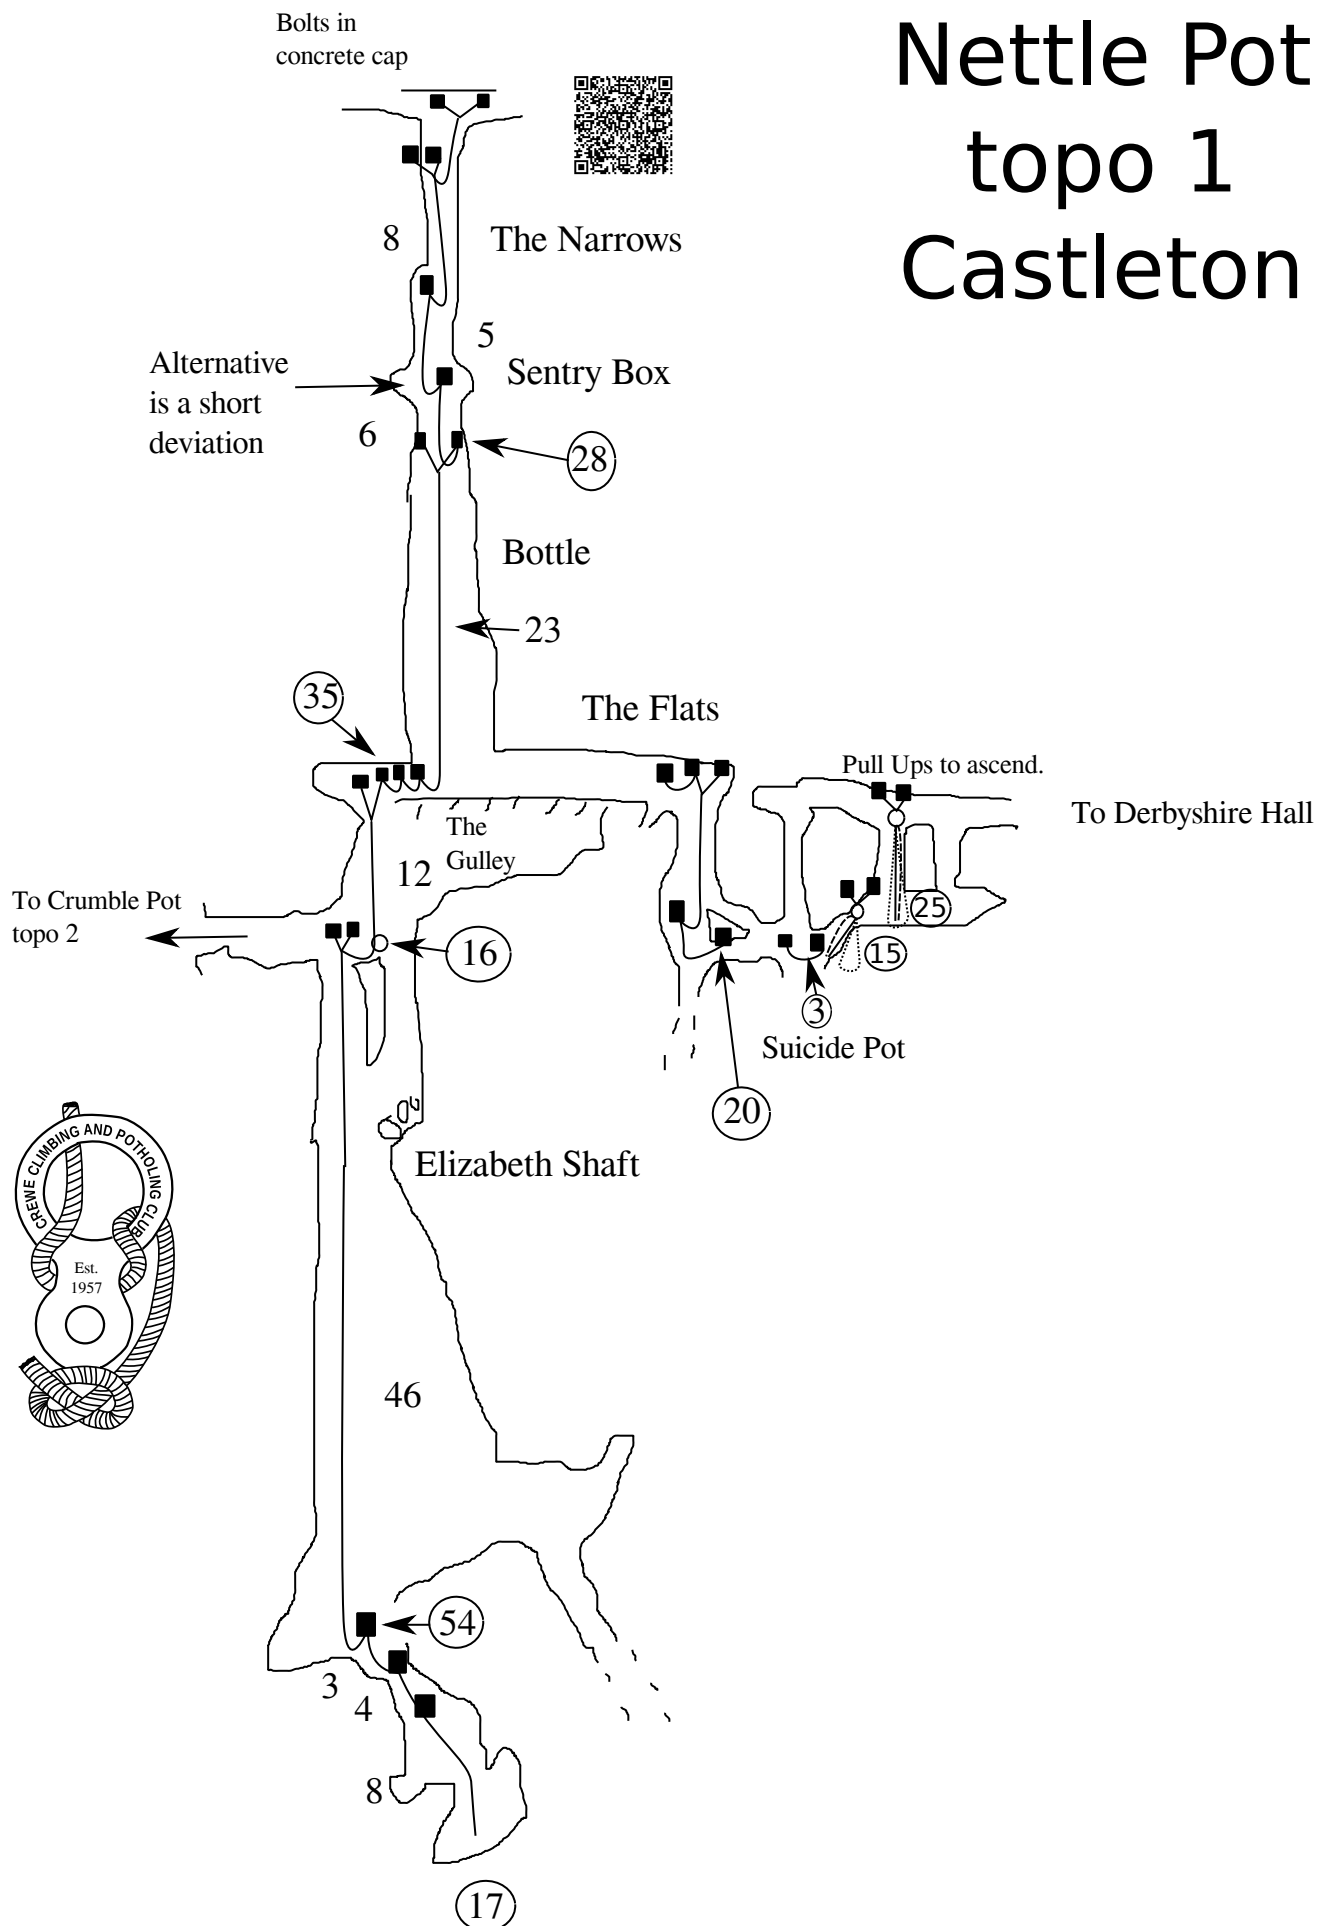 Bolts in
concrete cap
Nettle Pot
topo 1
Castleton
8
The Narrows
5
Alternative
is a short
deviation
Sentry Box
6
28
Bottle
23
35
The Flats
Pull Ups to ascend.
To Derbyshire Hall
The
Gulley
12
To Crumble Pot
topo 2
25
16
15
3
Suicide Pot
20
CREWE CLIMBING AND POTHOLING CLUB
Est.
1957
Elizabeth Shaft
46
54
3
4
8
17